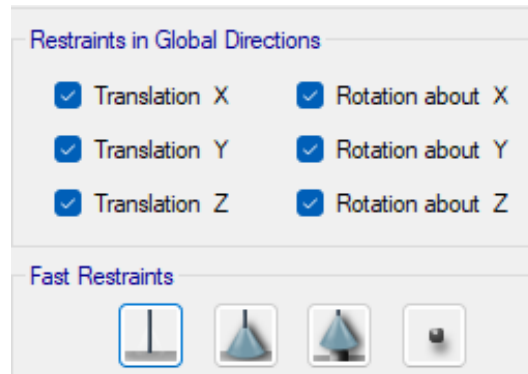 Restraints in Global Directions
Translation X Rotation about X
Translation Y Rotation about Y
Translation Z Rotation about Z
Fast Restraints